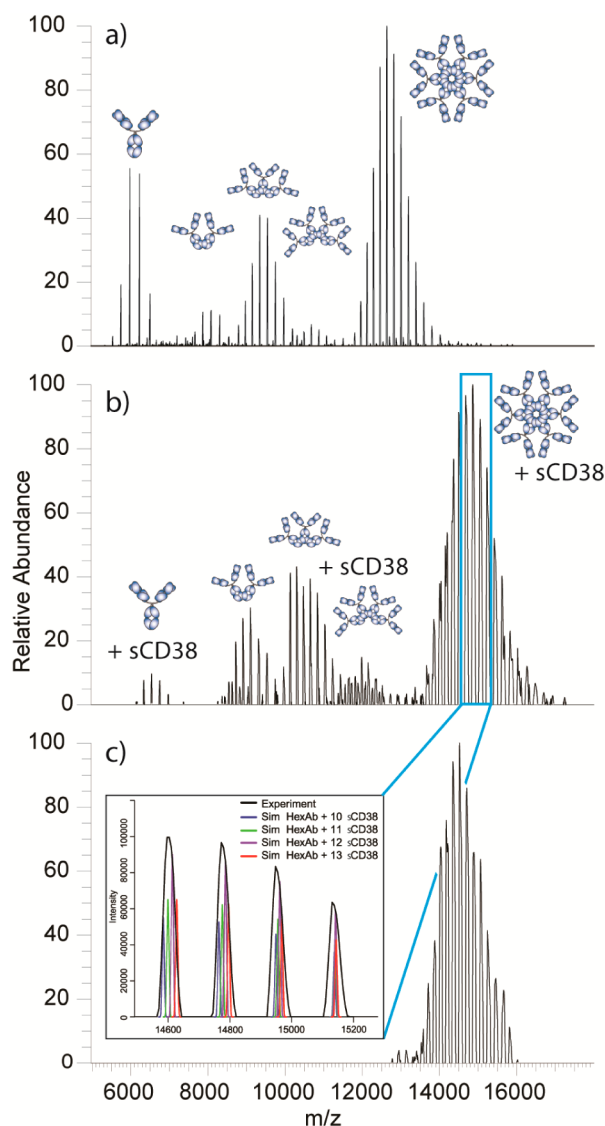 a)
100
80
60
40
20
0
b)
100
80
60
40
20
0
+ sCD38
+ sCD38
+ sCD38
Relative Abundance
c)
100
80
60
40
20
0
Experiment
Sim HexAb + 10 sCD38
Sim HexAb + 11 sCD38
Sim HexAb + 12 sCD38
Sim HexAb + 13 sCD38
Intensity
100000
80000
60000
40000
20000
0
14600 14800 15000 15200
6000 8000 10000 12000 14000 16000
m/z